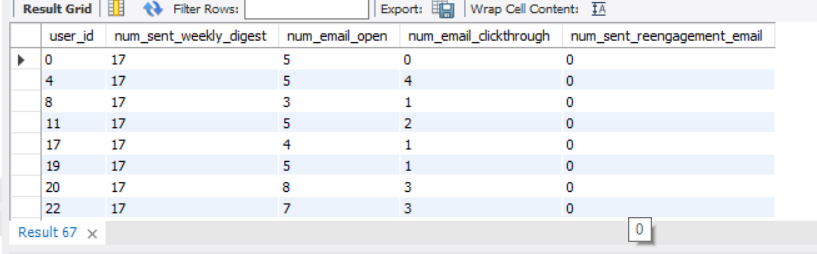 Result Grid Filter Rows: Export: Wrap Cell Content: IA
user_id num_sent_weekly_digest num_email_open num_email_clickthrough num_sent_reengagement_email
0 17 5 0 0
4 17 5 4 0
8 17 3 1 0
11 17 5 2 0
17 17 4 1 0
19 17 5 1 0
20 17 8 3 0
22 17 7 3 0
Result 67 × 0